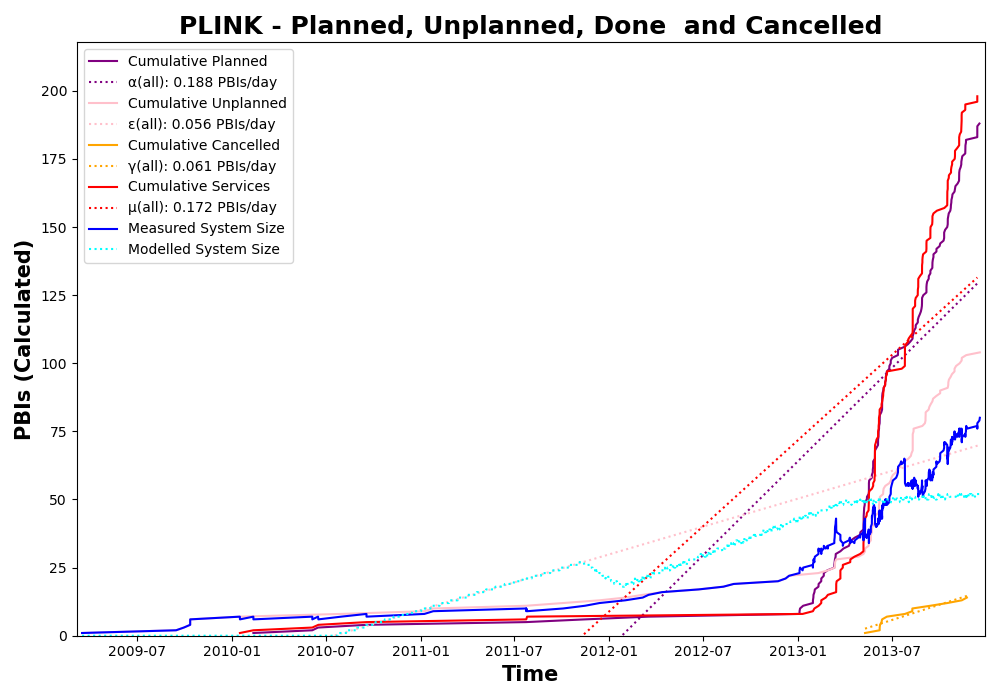 PLINK - Planned, Unplanned, Done  and Cancelled
Cumulative Planned
α(all): 0.188 PBIs/day
Cumulative Unplanned
ε(all): 0.056 PBIs/day
Cumulative Cancelled
γ(all): 0.061 PBIs/day
Cumulative Services
μ(all): 0.172 PBIs/day
Measured System Size
Modelled System Size
PBIs (Calculated)
200
175
150
125
100
75
50
25
0
2009-07 2010-01 2010-07 2011-01 2011-07 2012-01 2012-07 2013-01 2013-07
Time